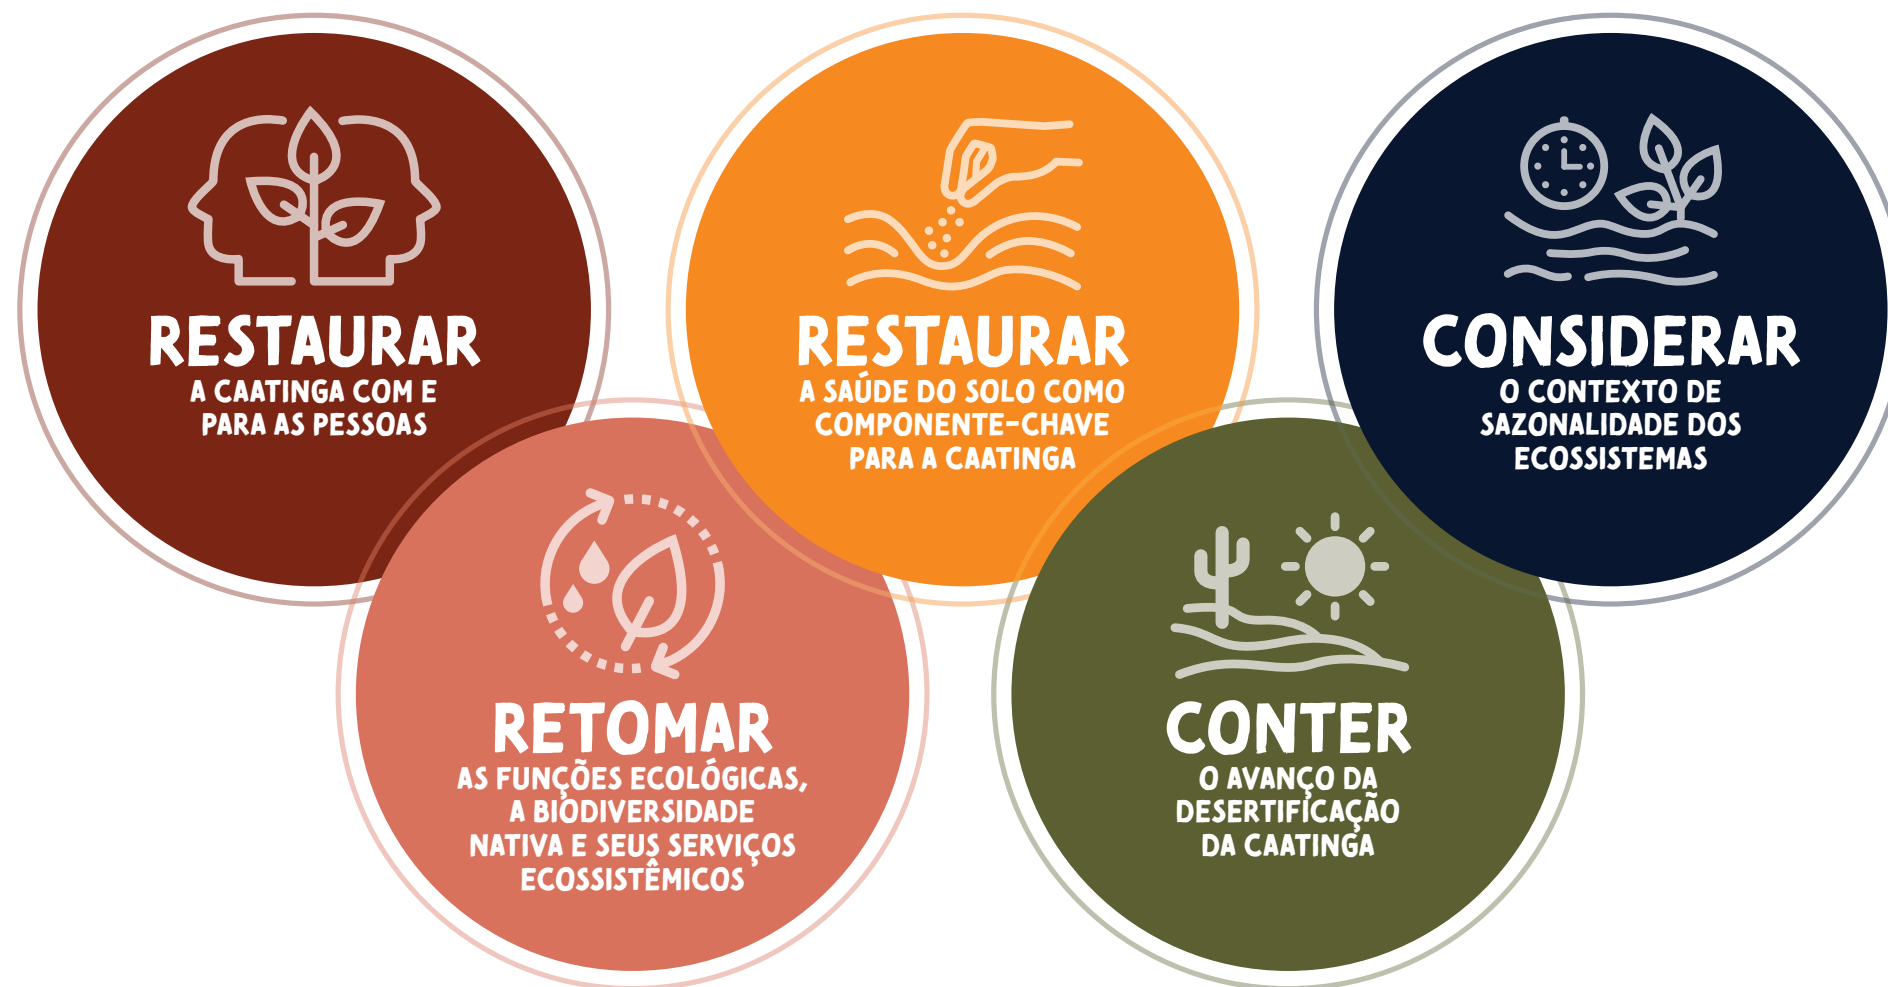 RESTAURAR
A CAATINGA COM E
PARA AS PESSOAS
RESTAURAR
A SAÚDE DO SOLO COMO
COMPONENTE-CHAVE
PARA A CAATINGA
CONSIDERAR
O CONTEXTO DE
SAZONALIDADE DOS
ECOSSISTEMAS
RETOMAR
AS FUNÇÕES ECOLÓGICAS,
A BIODIVERSIDADE
NATIVA E SEUS SERVIÇOS
ECOSSISTÊMICOS
CONTER
O AVANÇO DA
DESERTIFICAÇÃO
DA CAATINGA